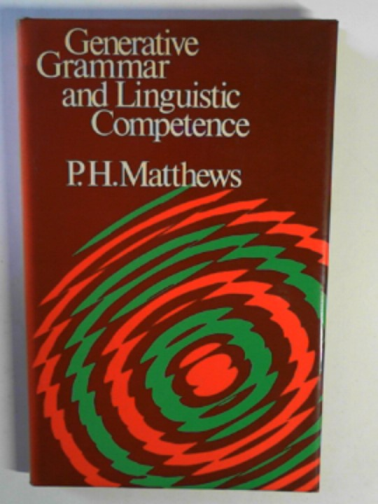 Generative
Grammar
and Linguistic
Competence
P.H.Matthews